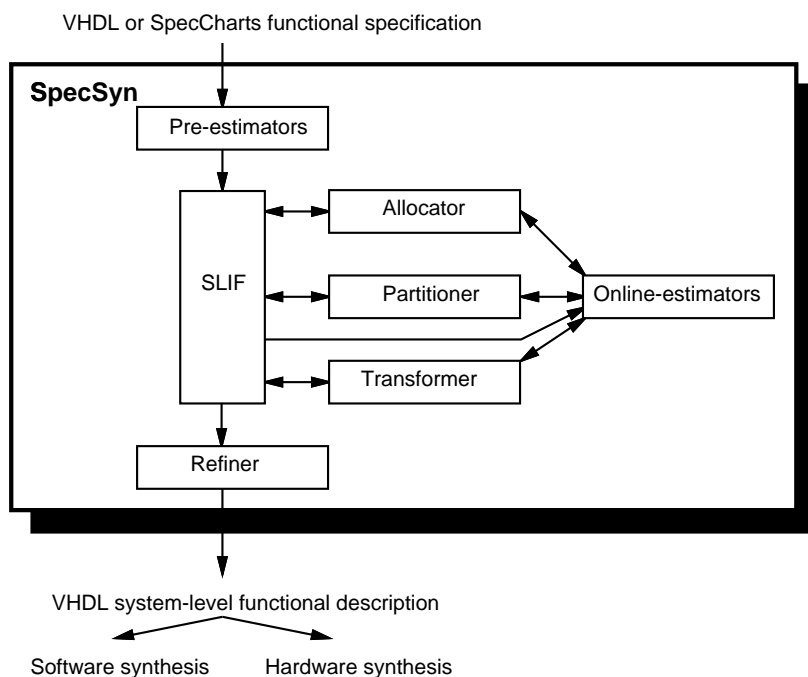 VHDL or SpecCharts functional specification
SpecSyn
Pre-estimators
Allocator
SLIF
Partitioner
Online-estimators
Transformer
Refiner
VHDL system-level functional description
Software synthesis
Hardware synthesis